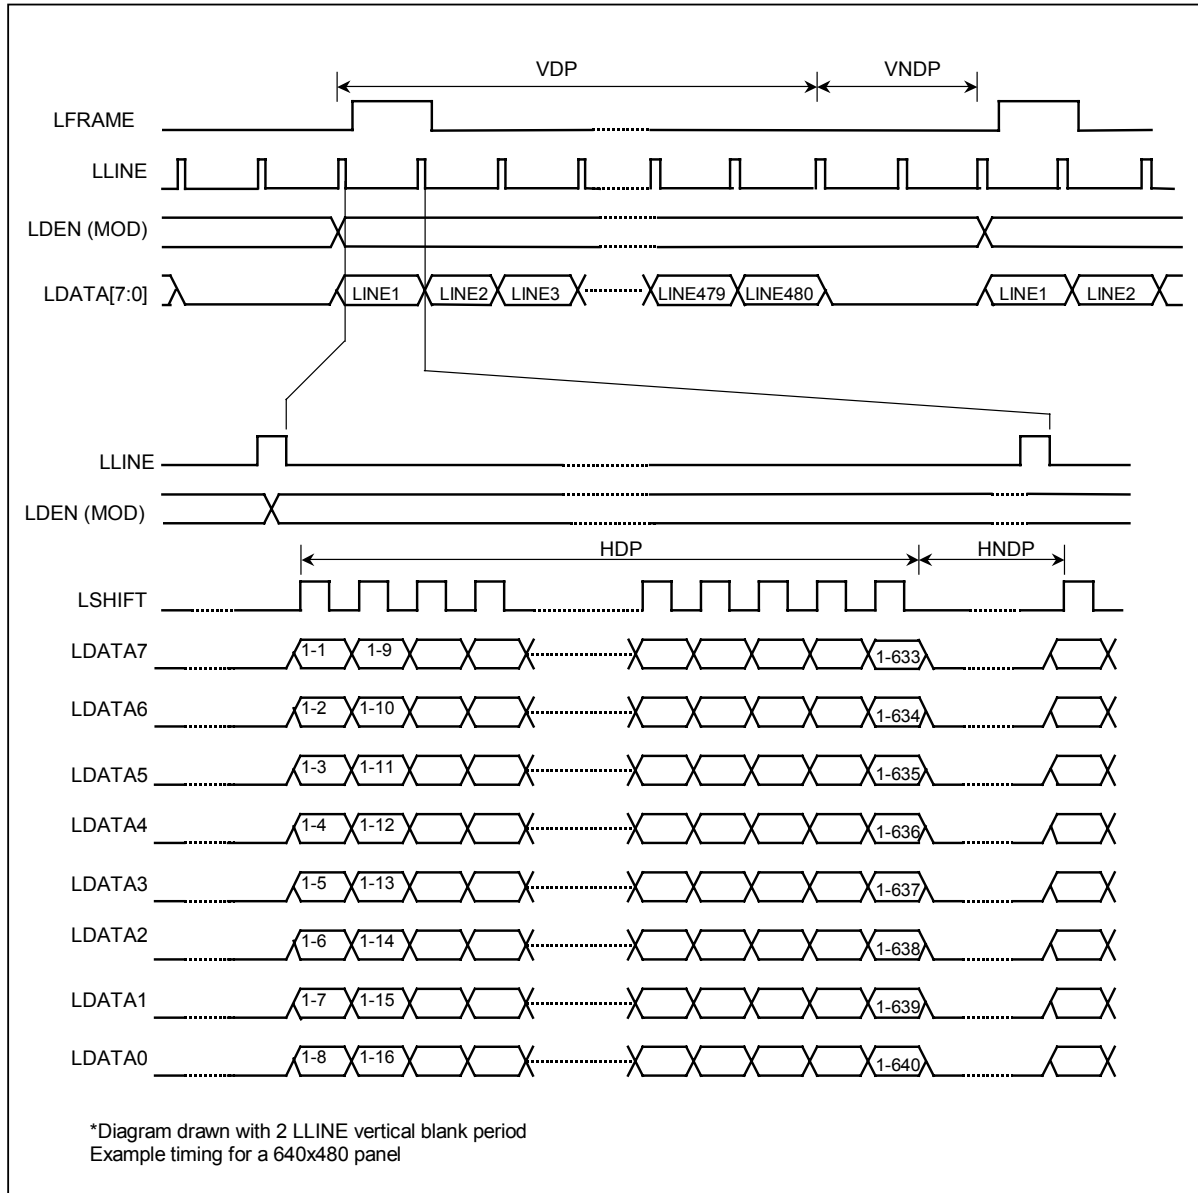 VDP VNDP
LFRAME
LLINE
LDEN (MOD)
LDATA[7:0] LINE1 LINE2 LINE3 LINE479 LINE480 LINE1 LINE2
LLINE
LDEN (MOD)
HDP HNDP
LSHIFT
LDATA7 1-1 1-9 1-633
LDATA6 1-2 1-10 1-634
LDATA5 1-3 1-11 1-635
LDATA4 1-4 1-12 1-636
LDATA3 1-5 1-13 1-637
LDATA2 1-6 1-14 1-638
LDATA1 1-7 1-15 1-639
LDATA0 1-8 1-16 1-640
*Diagram drawn with 2 LLINE vertical blank period
Example timing for a 640x480 panel